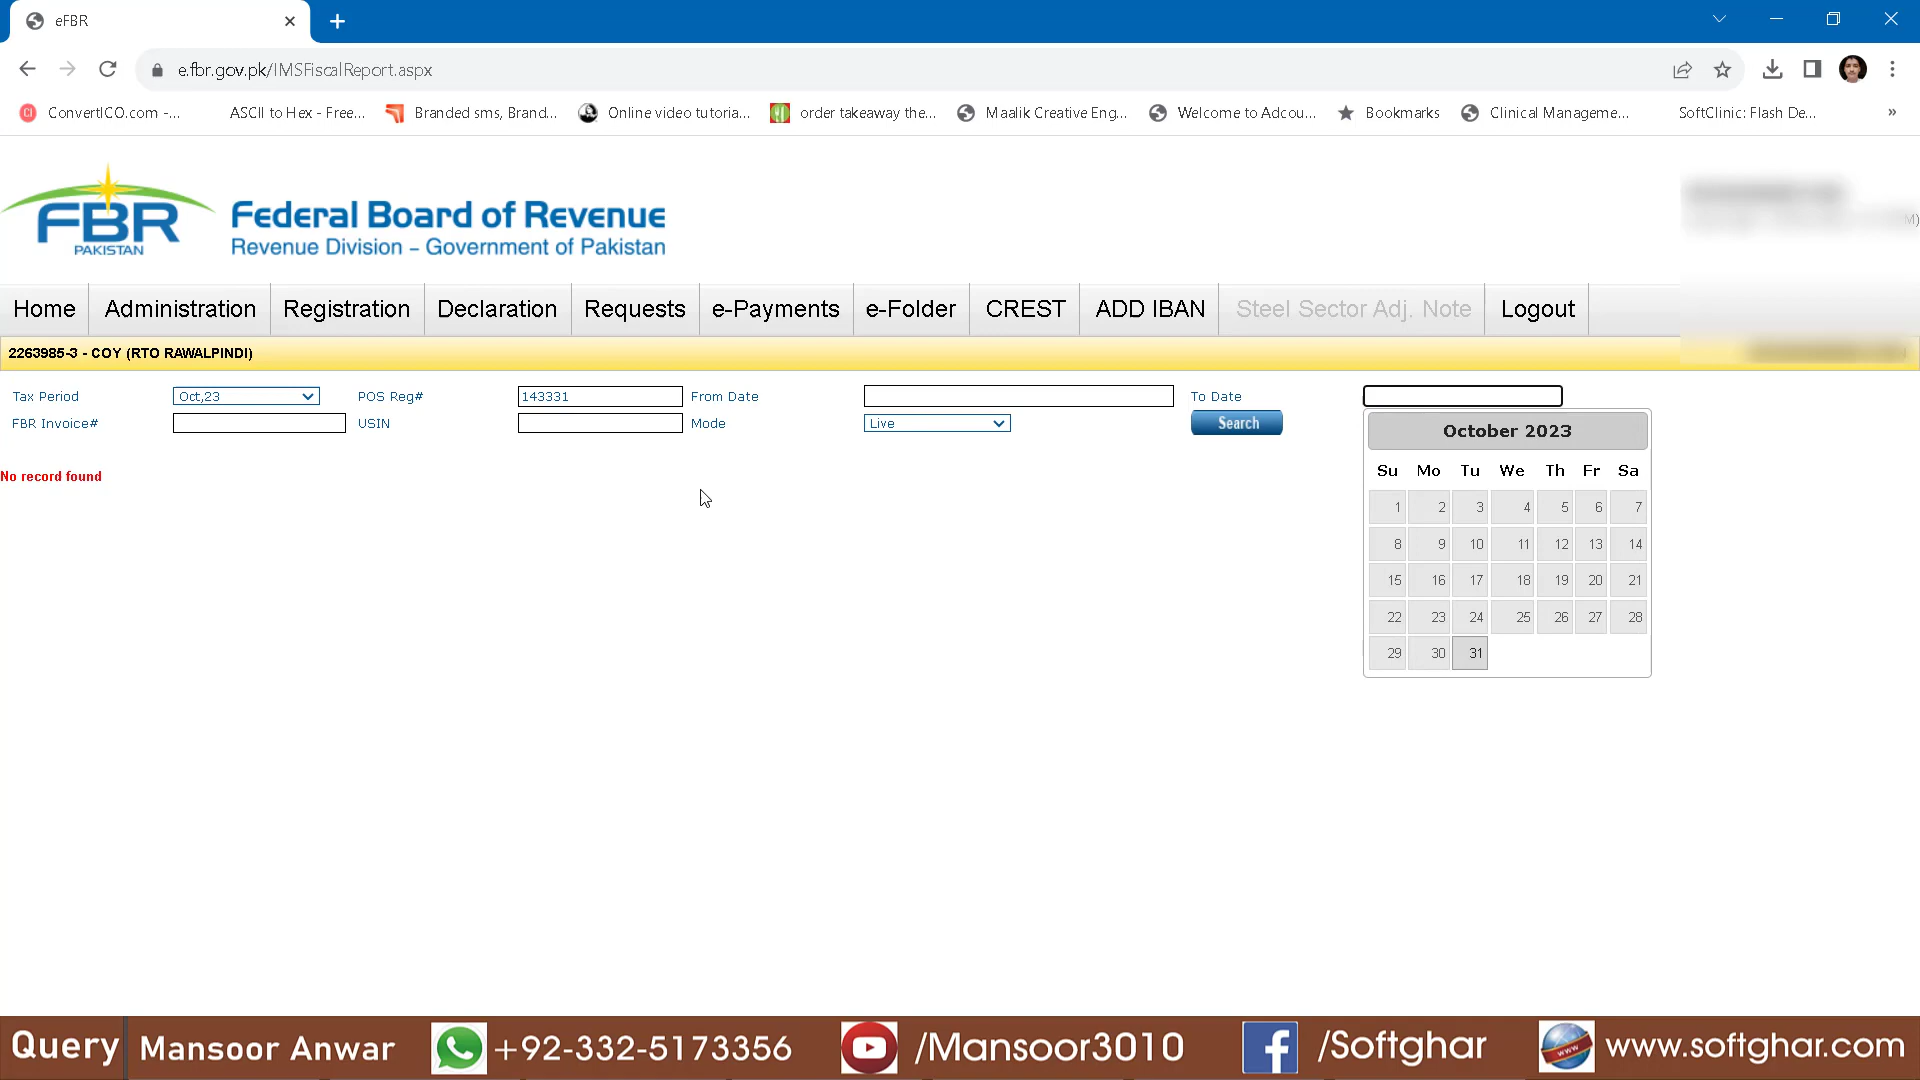 eFBR
e.fbr.gov.pk/IMSFiscalReport.aspx
ConvertICO.com -... ASCII to Hex - Free... Branded sms, Brand... Online video tutoria... order takeaway the... Maalik Creative Eng... Welcome to Adcou... Bookmarks Clinical Manageme... SoftClinic: Flash De... »
FBR
PAKISTAN
Federal Board of Revenue
Revenue Division – Government of Pakistan
M)
Home Administration Registration Declaration Requests e-Payments e-Folder CREST ADD IBAN Steel Sector Adj. Note Logout
2263985-3 - COY (RTO RAWALPINDI)
Tax Period Oct,23 POS Reg# 143331 From Date To Date
FBR Invoice# USIN Mode Live Search
No record found
October 2023
Su Mo Tu We Th Fr Sa
1 2 3 4 5 6 7
8 9 10 11 12 13 14
15 16 17 18 19 20 21
22 23 24 25 26 27 28
29 30 31
Query Mansoor Anwar +92-332-5173356 /Mansoor3010 f /Softghar www www.softghar.com